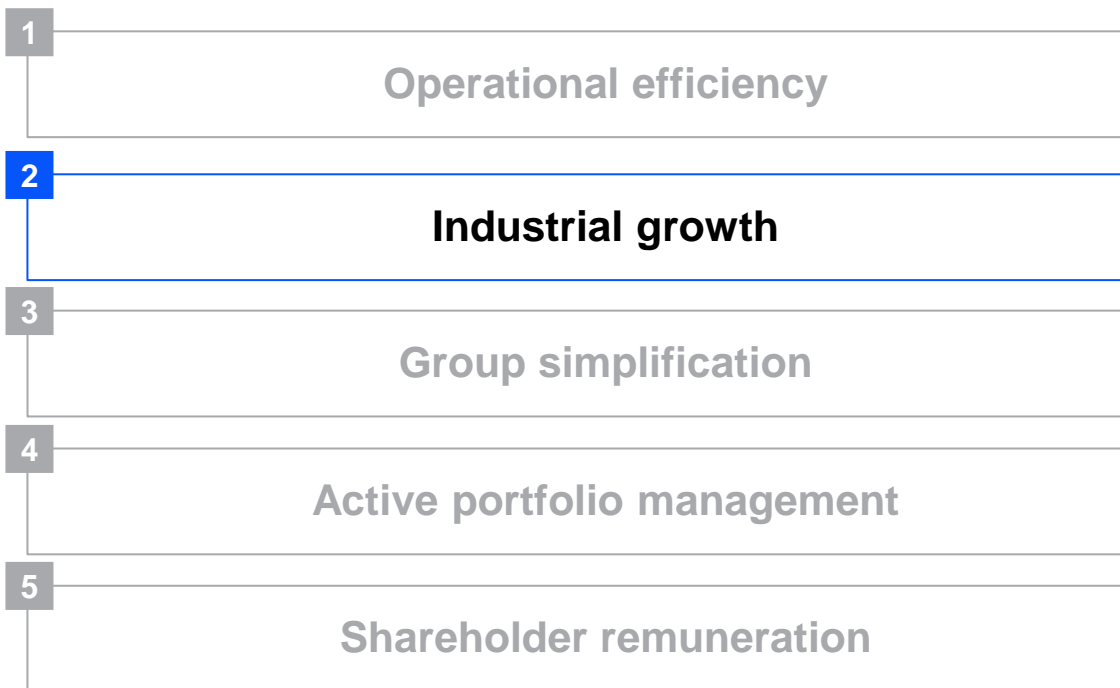 1
Operational efficiency
2
Industrial growth
3
Group simplification
4
Active portfolio management
5
Shareholder remuneration